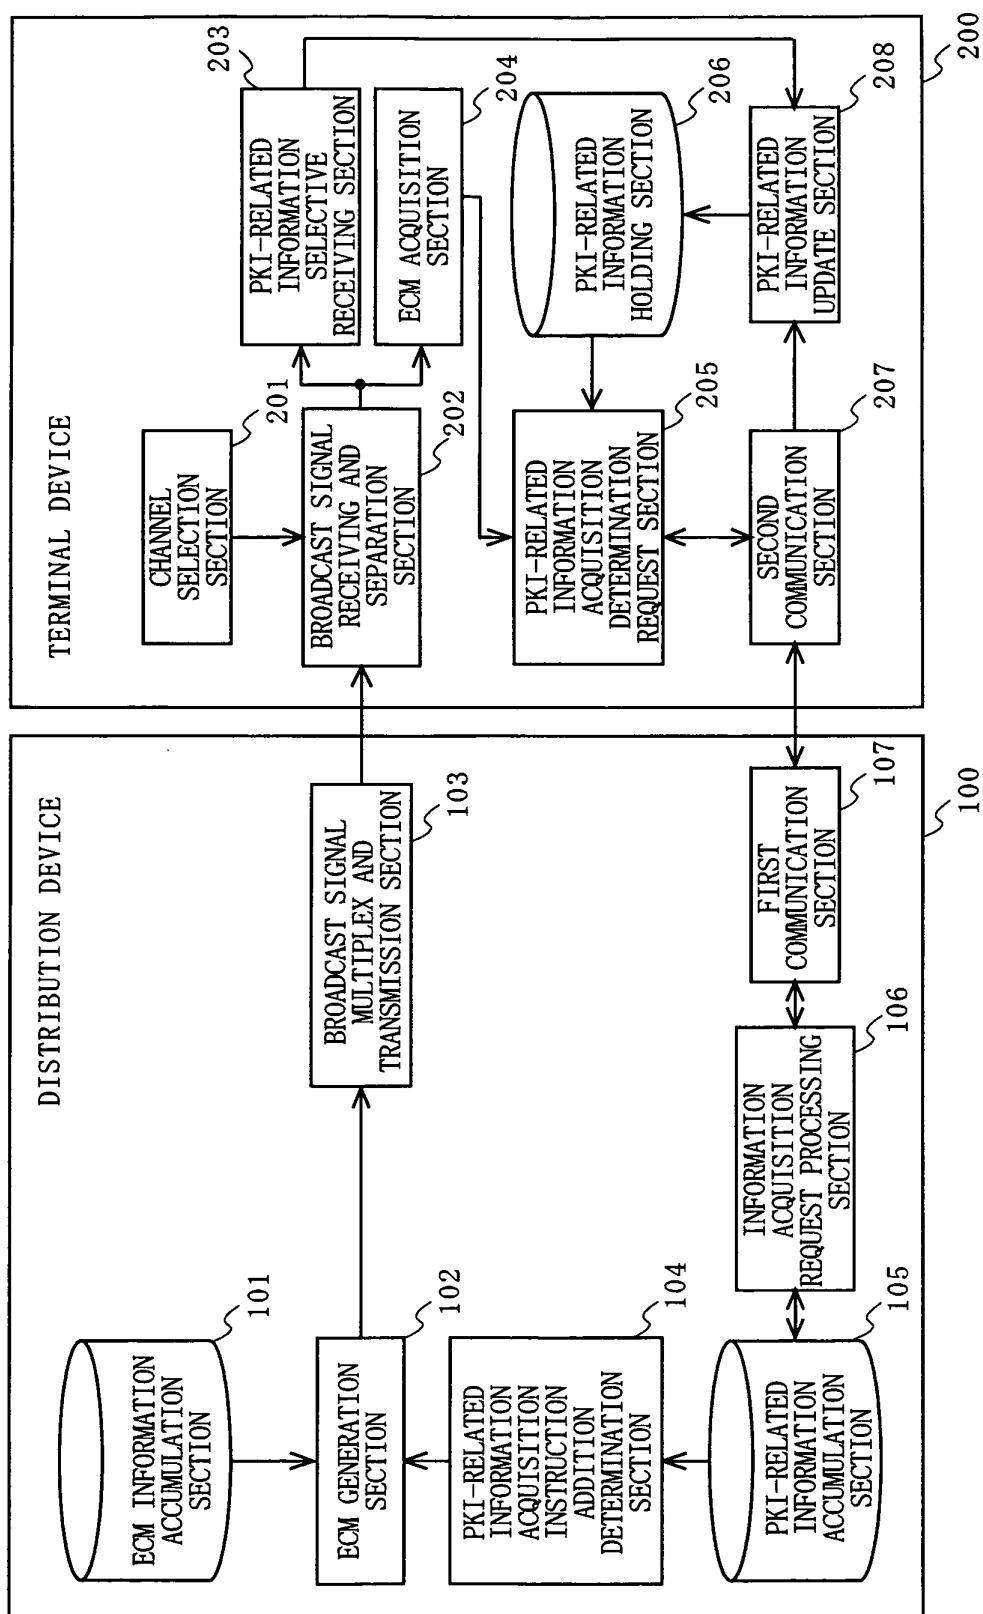 DISTRIBUTION DEVICE
ECM INFORMATION
ACCUMULATION
SECTION
101
ECM GENERATION
SECTION
102
BROADCAST SIGNAL
MULTIPLEX AND
TRANSMISSION SECTION
103
PKI-RELATED
INFORMATION
ACQUISITION
INSTRUCTION
ADDITION
DETERMINATION
SECTION
104
PKI-RELATED
INFORMATION
ACCUMULATION
SECTION
105
INFORMATION
ACQUISITION
REQUEST PROCESSING
SECTION
106
FIRST
COMMUNICATION
SECTION
107
100
TERMINAL DEVICE
CHANNEL
SELECTION
SECTION
201
BROADCAST SIGNAL
RECEIVING AND
SEPARATION
SECTION
202
PKI-RELATED
INFORMATION
SELECTIVE
RECEIVING SECTION
203
ECM ACQUISITION
SECTION
204
PKI-RELATED
INFORMATION
ACQUISITION
DETERMINATION
REQUEST SECTION
205
PKI-RELATED
INFORMATION
HOLDING SECTION
206
SECOND
COMMUNICATION
SECTION
207
PKI-RELATED
INFORMATION
UPDATE SECTION
208
200